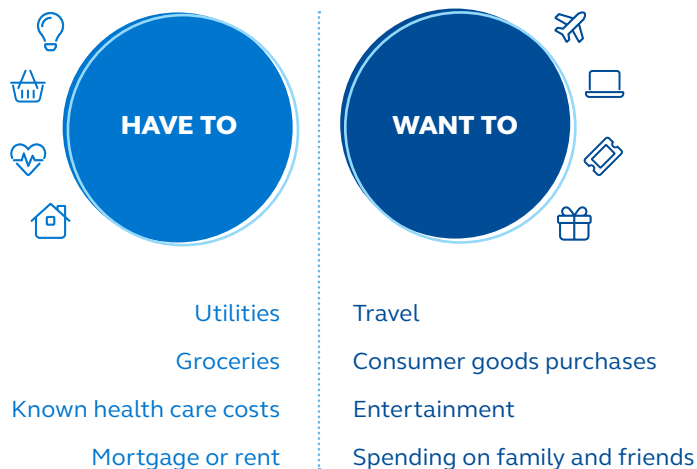 HAVE TO
WANT TO
Utilities
Groceries
Known health care costs
Mortgage or rent
Travel
Consumer goods purchases
Entertainment
Spending on family and friends